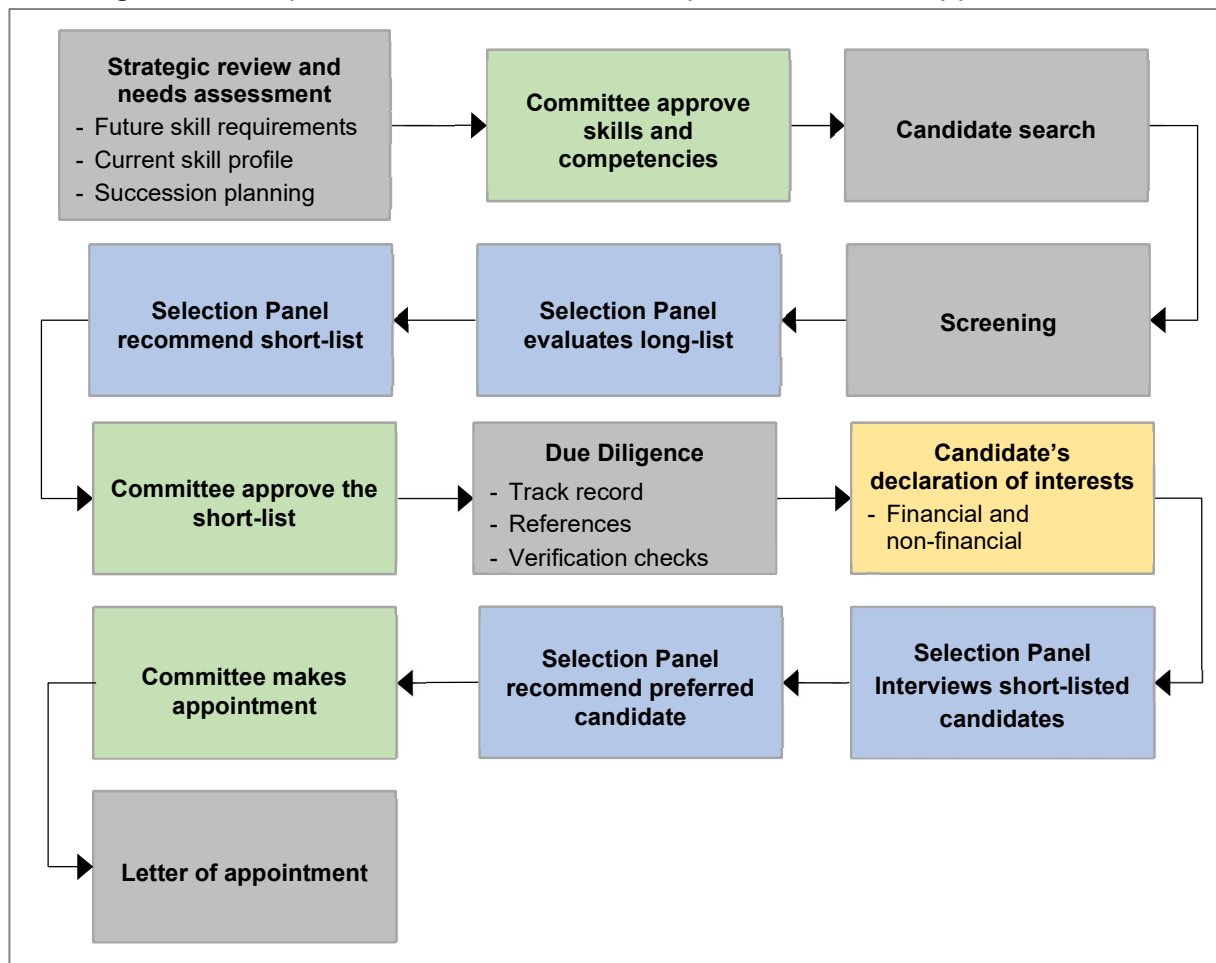 Strategic review and
needs assessment
- Future skill requirements
- Current skill profile
- Succession planning
Committee approve
skills and
competencies
Candidate search
Screening
Selection Panel
evaluates long-list
Selection Panel
recommend short-list
Committee approve the
short-list
Due Diligence
- Track record
- References
- Verification checks
Candidate’s
declaration of interests
- Financial and
non-financial
Selection Panel
Interviews short-listed
candidates
Selection Panel
recommend preferred
candidate
Committee makes
appointment
Letter of appointment